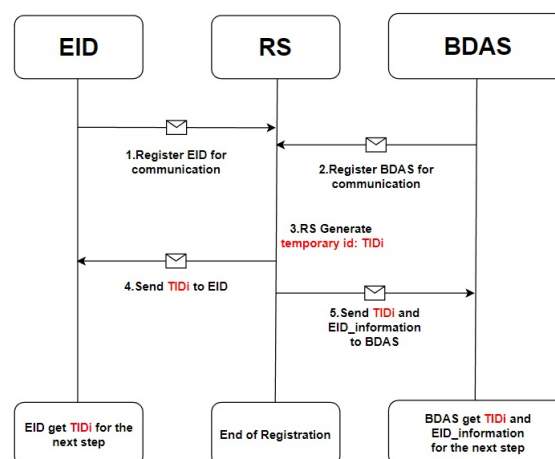 EID
RS
BDAS
1.Register EID for
communication
2.Register BDAS for
communication
3.RS Generate
temporary id: TIDi
4.Send TIDi to EID
5.Send TIDi and
EID_information
to BDAS
EID get TIDi for the
next step
End of Registration
BDAS get TIDi and
EID_information
for the next step